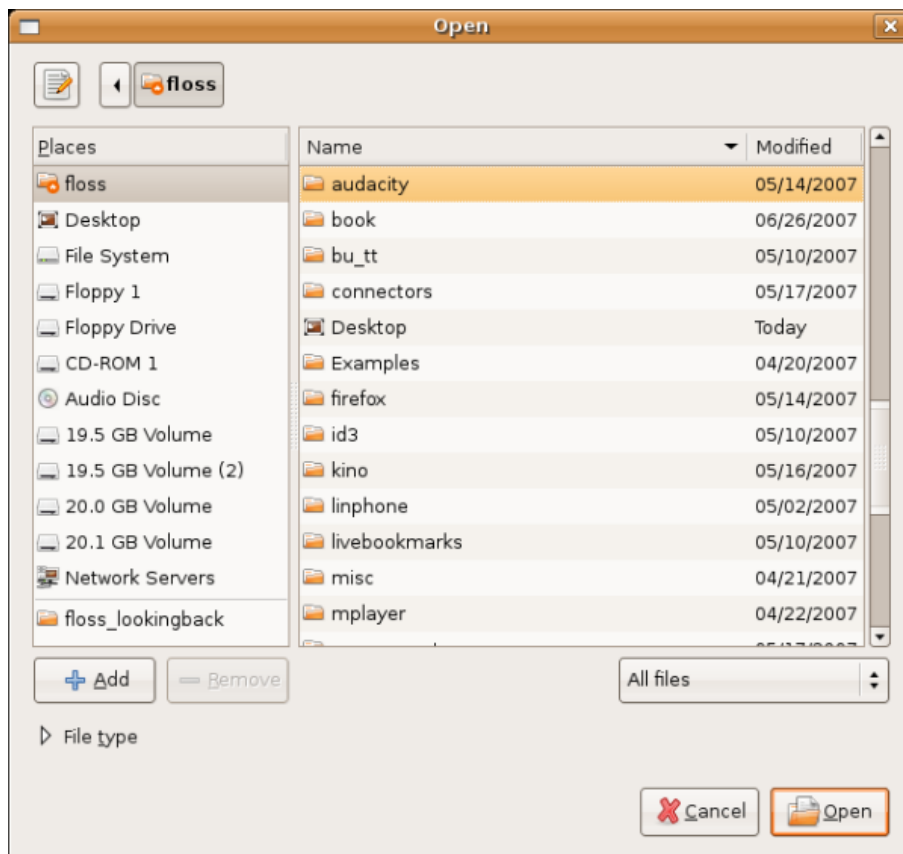 Open
floss
Places
floss
Desktop
File System
Floppy 1
Floppy Drive
CD-ROM 1
Audio Disc
19.5 GB Volume
19.5 GB Volume (2)
20.0 GB Volume
20.1 GB Volume
Network Servers
floss_lookingback
Name Modified
audacity 05/14/2007
book 06/26/2007
bu_tt 05/10/2007
connectors 05/17/2007
Desktop Today
Examples 04/20/2007
firefox 05/14/2007
id3 05/10/2007
kino 05/16/2007
linphone 05/02/2007
livebookmarks 05/10/2007
misc 04/21/2007
mplayer 04/22/2007
Add Remove All files
File type
Cancel Open